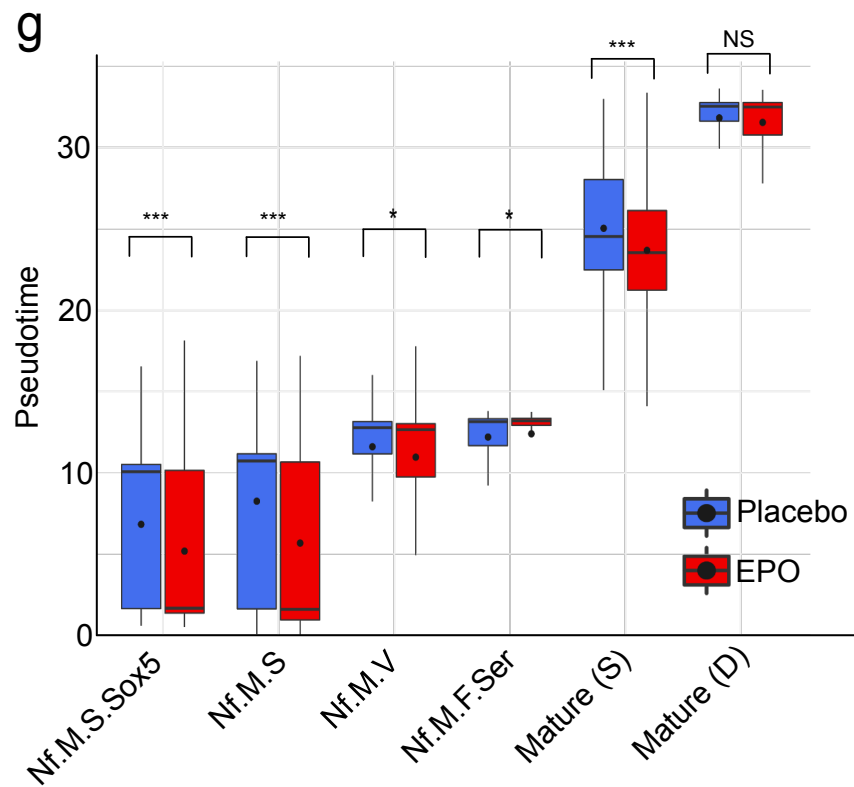 g
*** *** * * *** NS
Pseudotime
30
20
10
0
Placebo
EPO
Nf.M.S.Sox5
Nf.M.S
Nf.M.V
Nf.M.F.Ser
Mature (S)
Mature (D)